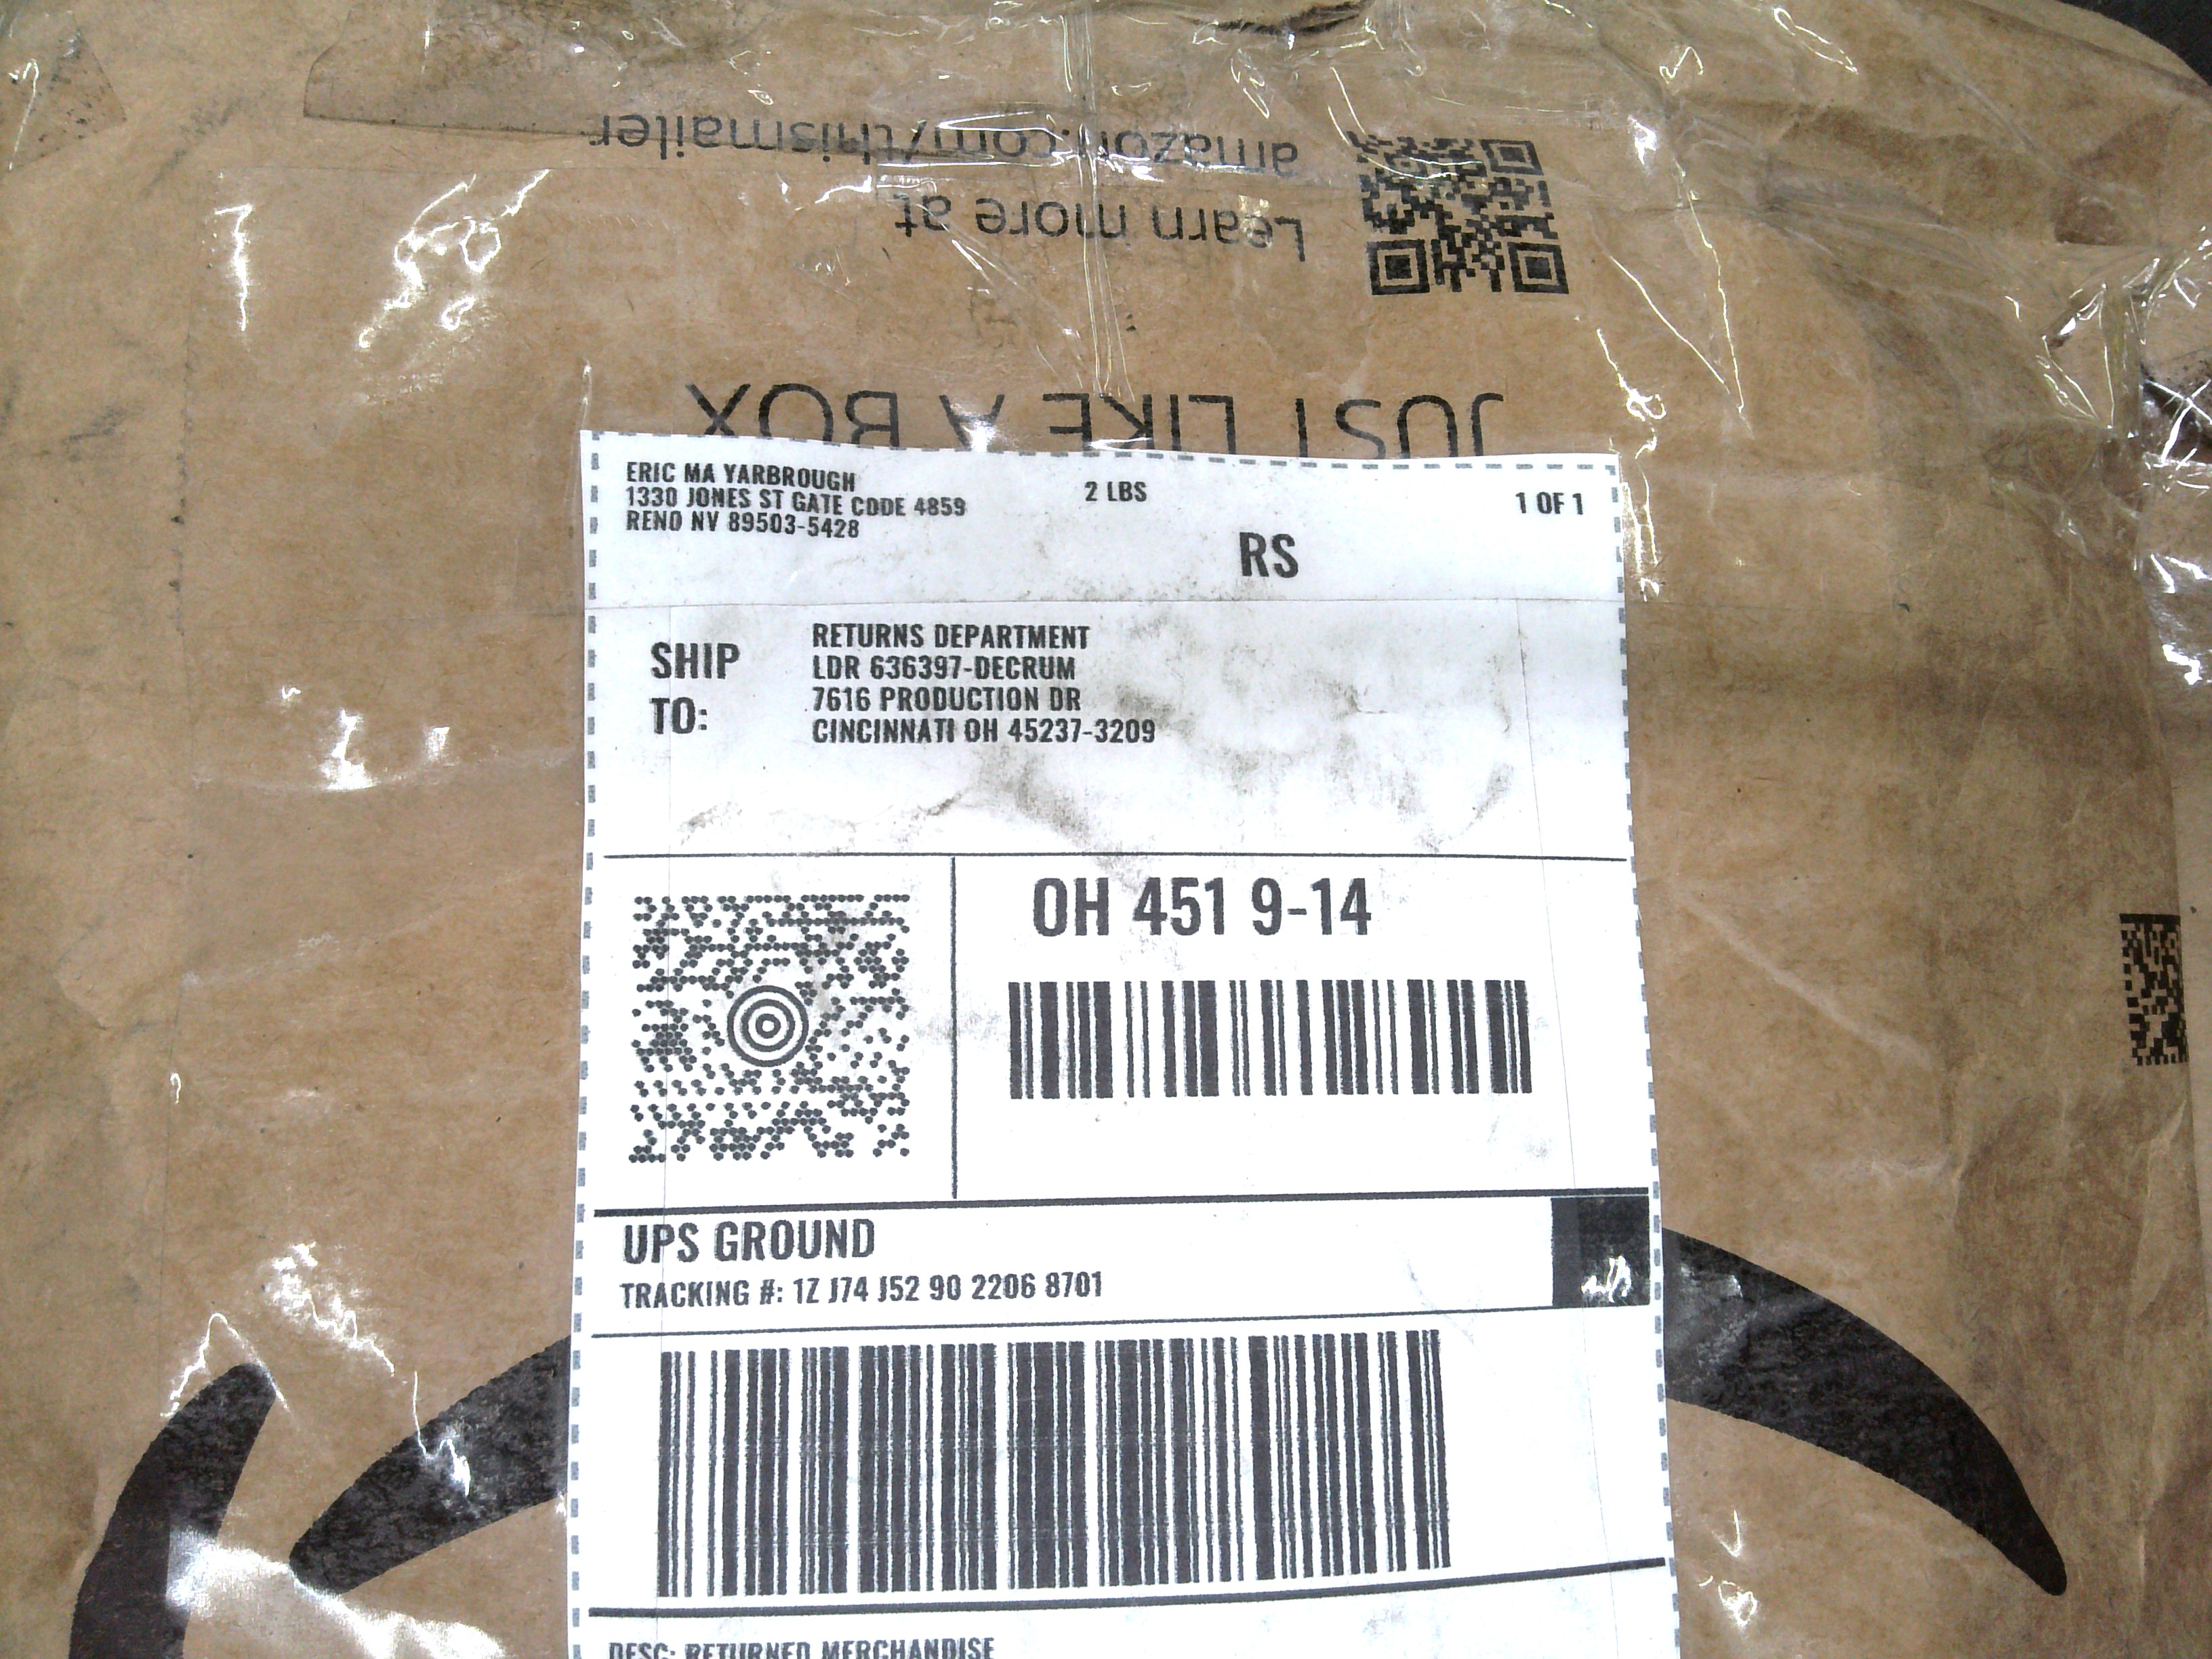 amazon.com/thismailer
Learn more at
JUST LIKE A BOX
ERIC MA YARBROUGH
1330 JONES ST GATE CODE 4859
RENO NV 89503-5428
2 LBS
1 OF 1
RS
SHIP
TO:
RETURNS DEPARTMENT
LDR 636397-DECRUM
7616 PRODUCTION DR
CINCINNATI OH 45237-3209
OH 451 9-14
UPS GROUND
TRACKING #: 1Z J74 J52 90 2206 8701
DESC: RETURNED MERCHANDISE